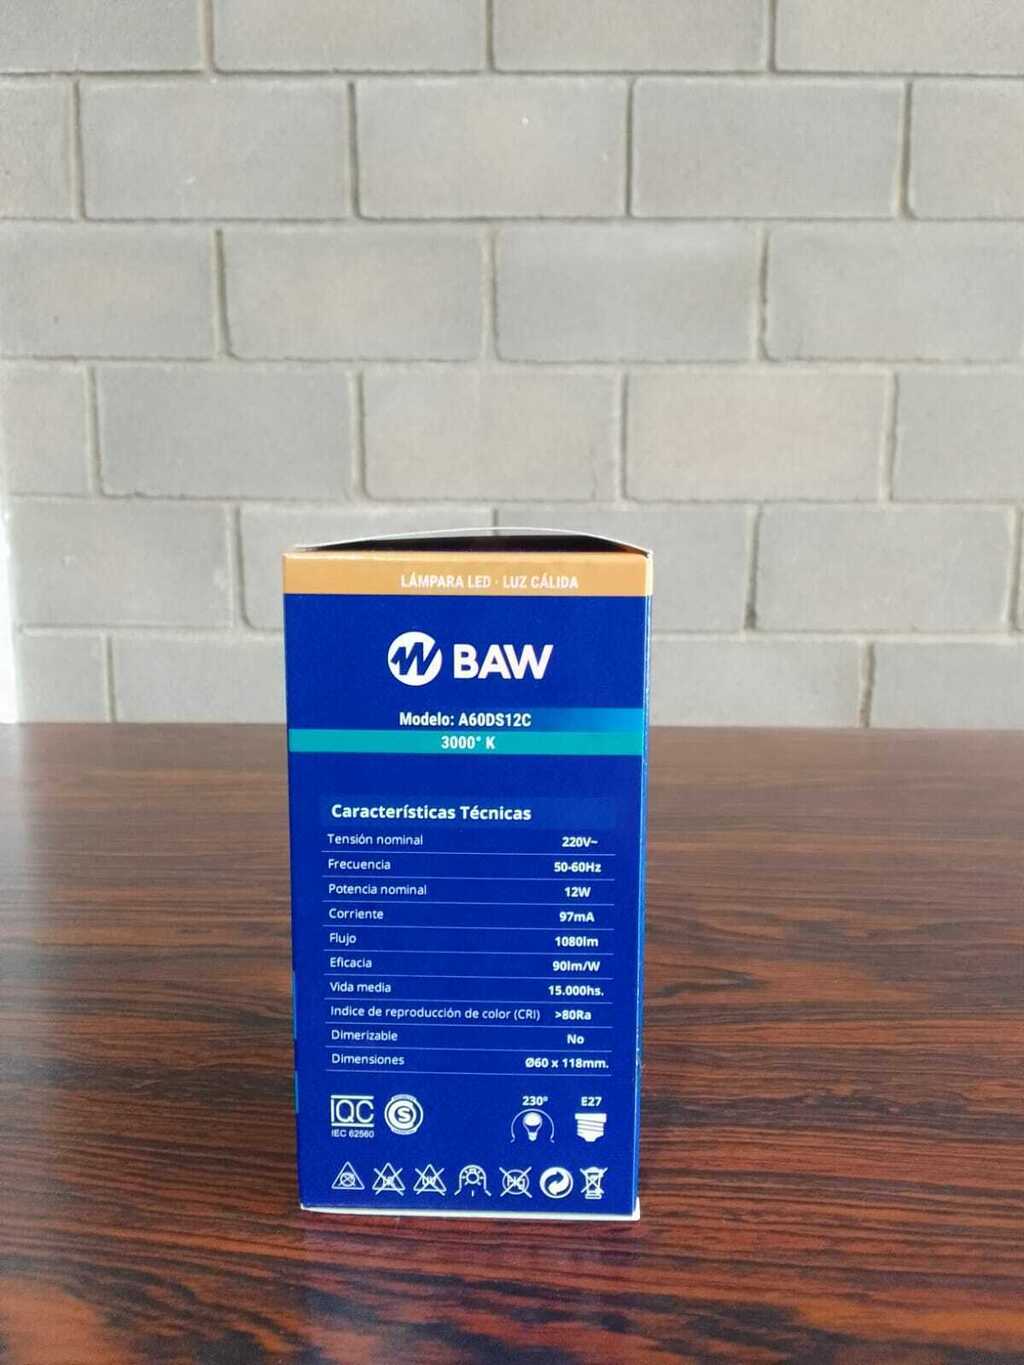 LÁMPARA LED · LUZ CÁLIDA
BAW
Modelo: A60DS12C
3000° K
Características Técnicas
Tensión nominal 220V~
Frecuencia 50-60Hz
Potencia nominal 12W
Corriente 97mA
Flujo 1080lm
Eficacia 90lm/W
Vida media 15.000hs.
Indice de reproducción de color (CRI) >80Ra
Dimerizable No
Dimensiones Ø60 x 118mm.
IQC
IEC 62560
S
230° E27
Hg